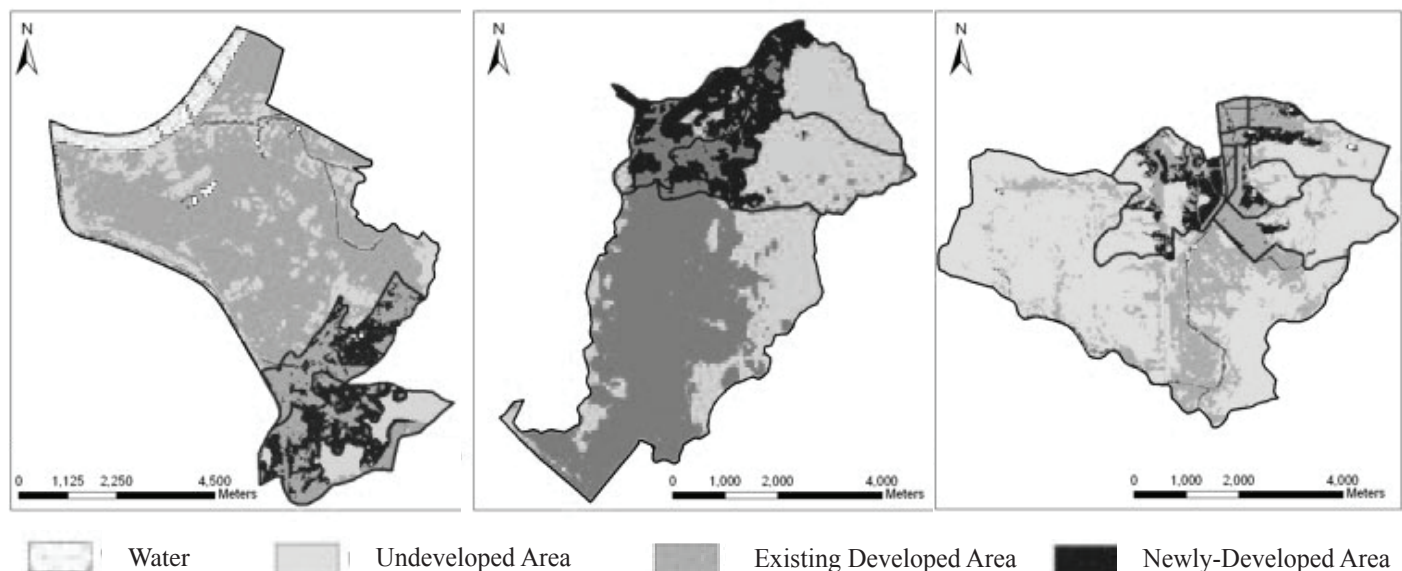 N
N
N
0 1,125 2,250 4,500
Meters
0 1,000 2,000 4,000
Meters
0 1,000 2,000 4,000
Meters
Water
Undeveloped Area
Existing Developed Area
Newly-Developed Area